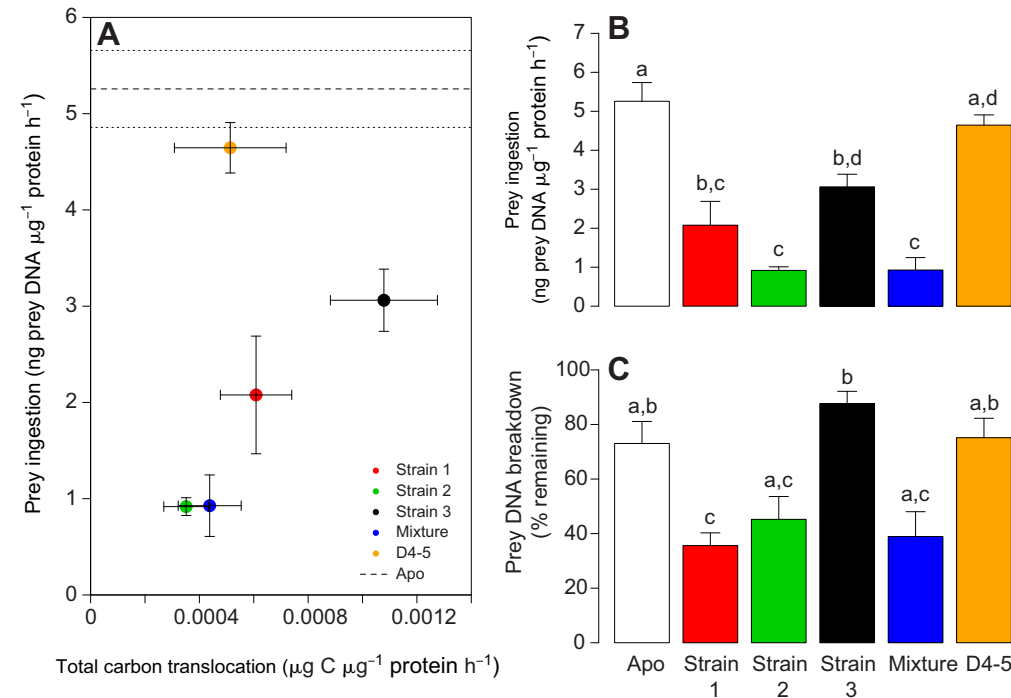 A
Prey ingestion (ng prey DNA µg⁻¹ protein h⁻¹)
6
5
4
3
2
1
0
0
0.0004
0.0008
0.0012
Total carbon translocation (µg C µg⁻¹ protein h⁻¹)
Strain 1
Strain 2
Strain 3
Mixture
D4-5
Apo
B
Prey ingestion
(ng prey DNA µg⁻¹ protein h⁻¹)
7
6
5
4
3
2
1
0
a
b,c
c
b,d
c
a,d
C
Prey DNA breakdown
(% remaining)
100
80
60
40
20
0
a,b
c
a,c
b
a,c
a,b
Apo
Strain
1
Strain
2
Strain
3
Mixture
D4-5